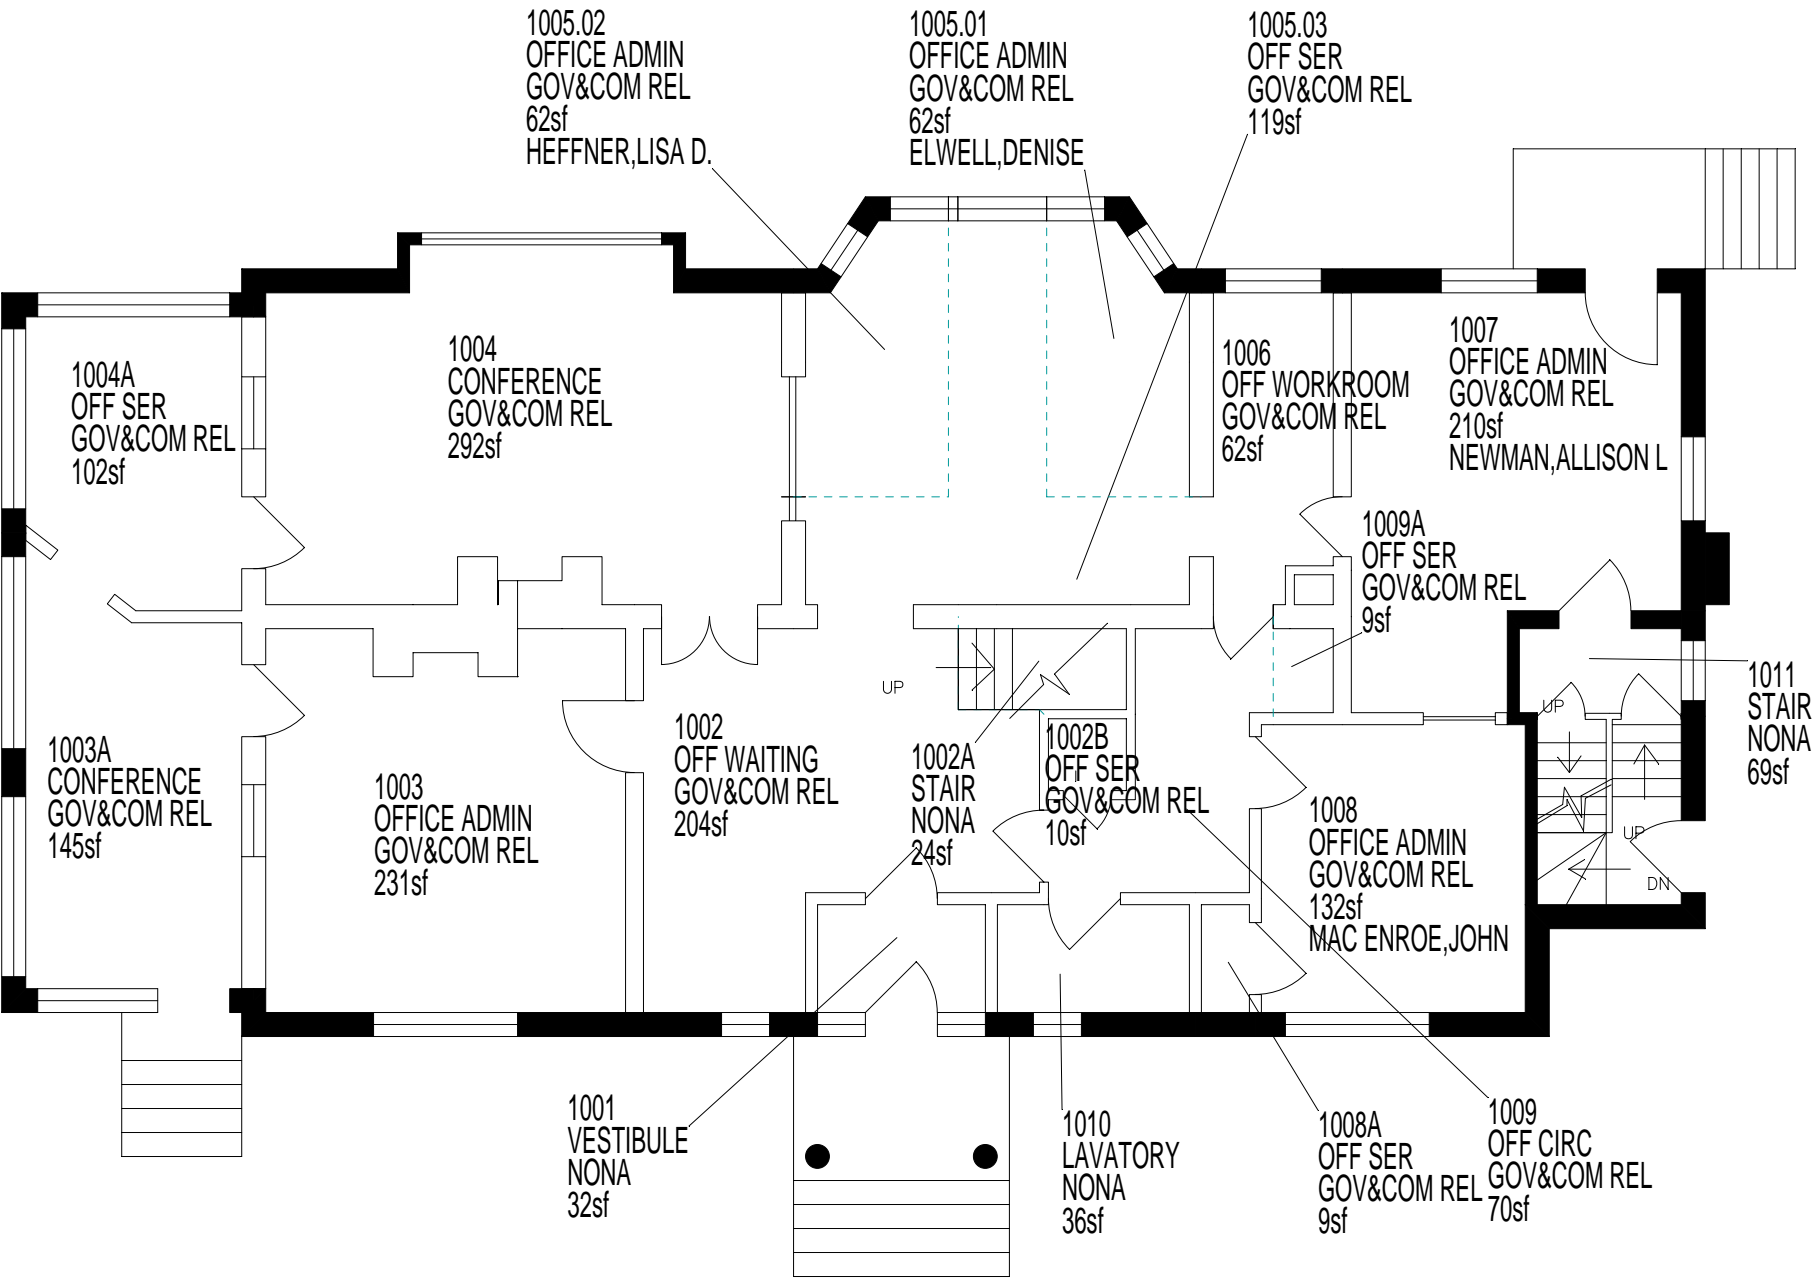 1005.02
OFFICE ADMIN
GOV&COM REL
62sf
HEFFNER,LISA D.
1005.01
OFFICE ADMIN
GOV&COM REL
62sf
ELWELL,DENISE
1005.03
OFF SER
GOV&COM REL
119sf
1004A
OFF SER
GOV&COM REL
102sf
1004
CONFERENCE
GOV&COM REL
292sf
1006
OFF WORKROOM
GOV&COM REL
62sf
1007
OFFICE ADMIN
GOV&COM REL
210sf
NEWMAN,ALLISON L
1009A
OFF SER
GOV&COM REL
9sf
1011
STAIR
NONA
69sf
UP
UP
UP
DN
1003A
CONFERENCE
GOV&COM REL
145sf
1003
OFFICE ADMIN
GOV&COM REL
231sf
1002
OFF WAITING
GOV&COM REL
204sf
1002A
STAIR
NONA
24sf
1002B
OFF SER
GOV&COM REL
10sf
1008
OFFICE ADMIN
GOV&COM REL
132sf
MAC ENROE,JOHN
1001
VESTIBULE
NONA
32sf
1010
LAVATORY
NONA
36sf
1008A
OFF SER
GOV&COM REL
9sf
1009
OFF CIRC
GOV&COM REL
70sf